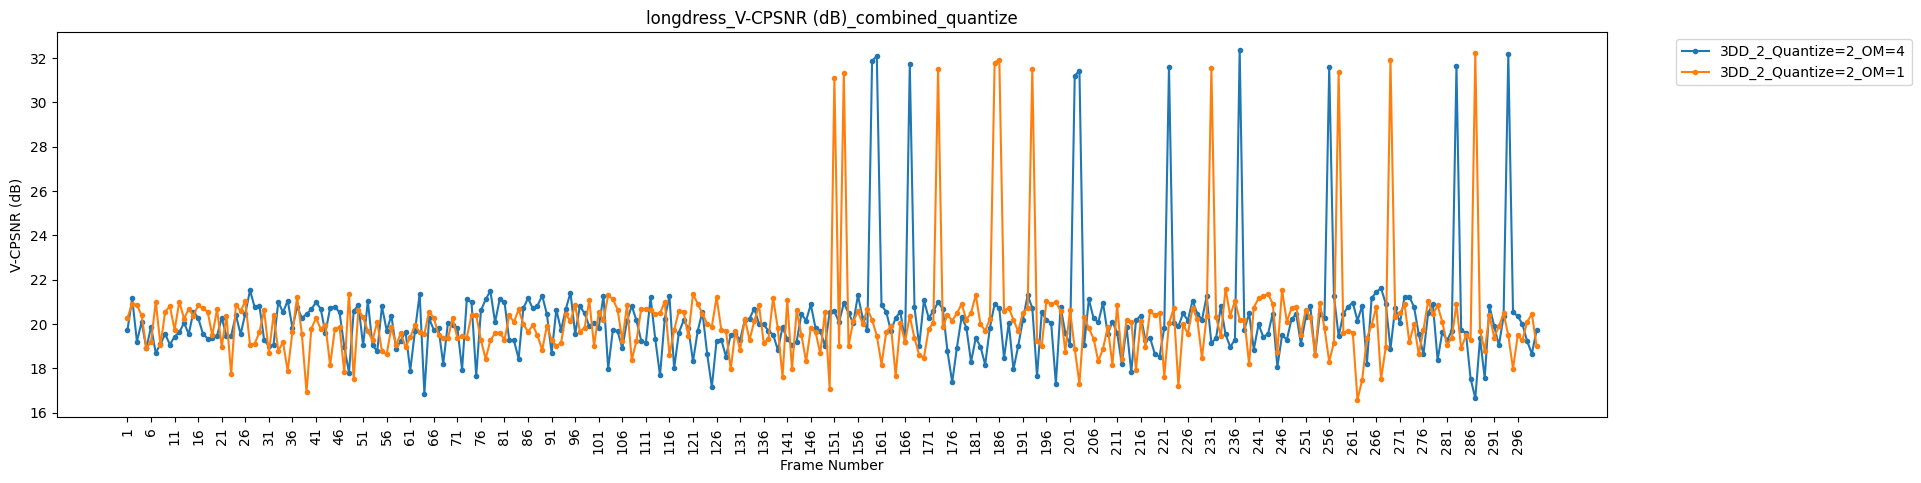 longdress_V-CPSNR (dB)_combined_quantize
3DD_2_Quantize=2_OM=4
3DD_2_Quantize=2_OM=1
V-CPSNR (dB)
32
30
28
26
24
22
20
18
16
1 6 11 16 21 26 31 36 41 46 51 56 61 66 71 76 81 86 91 96 101 106 111 116 121 126 131 136 141 146 151 156 161 166 171 176 181 186 191 196 201 206 211 216 221 226 231 236 241 246 251 256 261 266 271 276 281 286 291 296
Frame Number